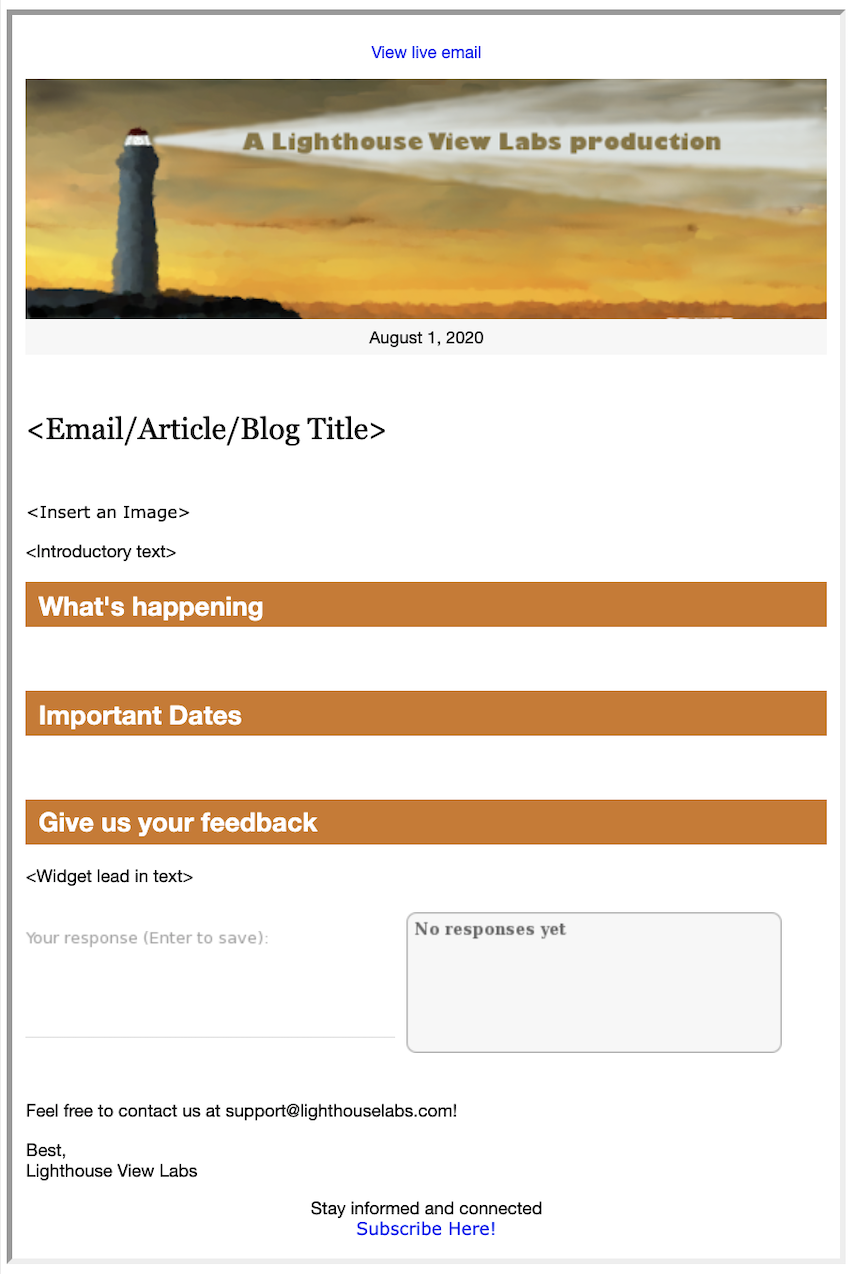 View live email
A Lighthouse View Labs production
August 1, 2020
<Email/Article/Blog Title>
<Insert an Image>
<Introductory text>
What's happening
Important Dates
Give us your feedback
<Widget lead in text>
Your response (Enter to save):
No responses yet
Feel free to contact us at support@lighthouselabs.com!
Best,
Lighthouse View Labs
Stay informed and connected
Subscribe Here!